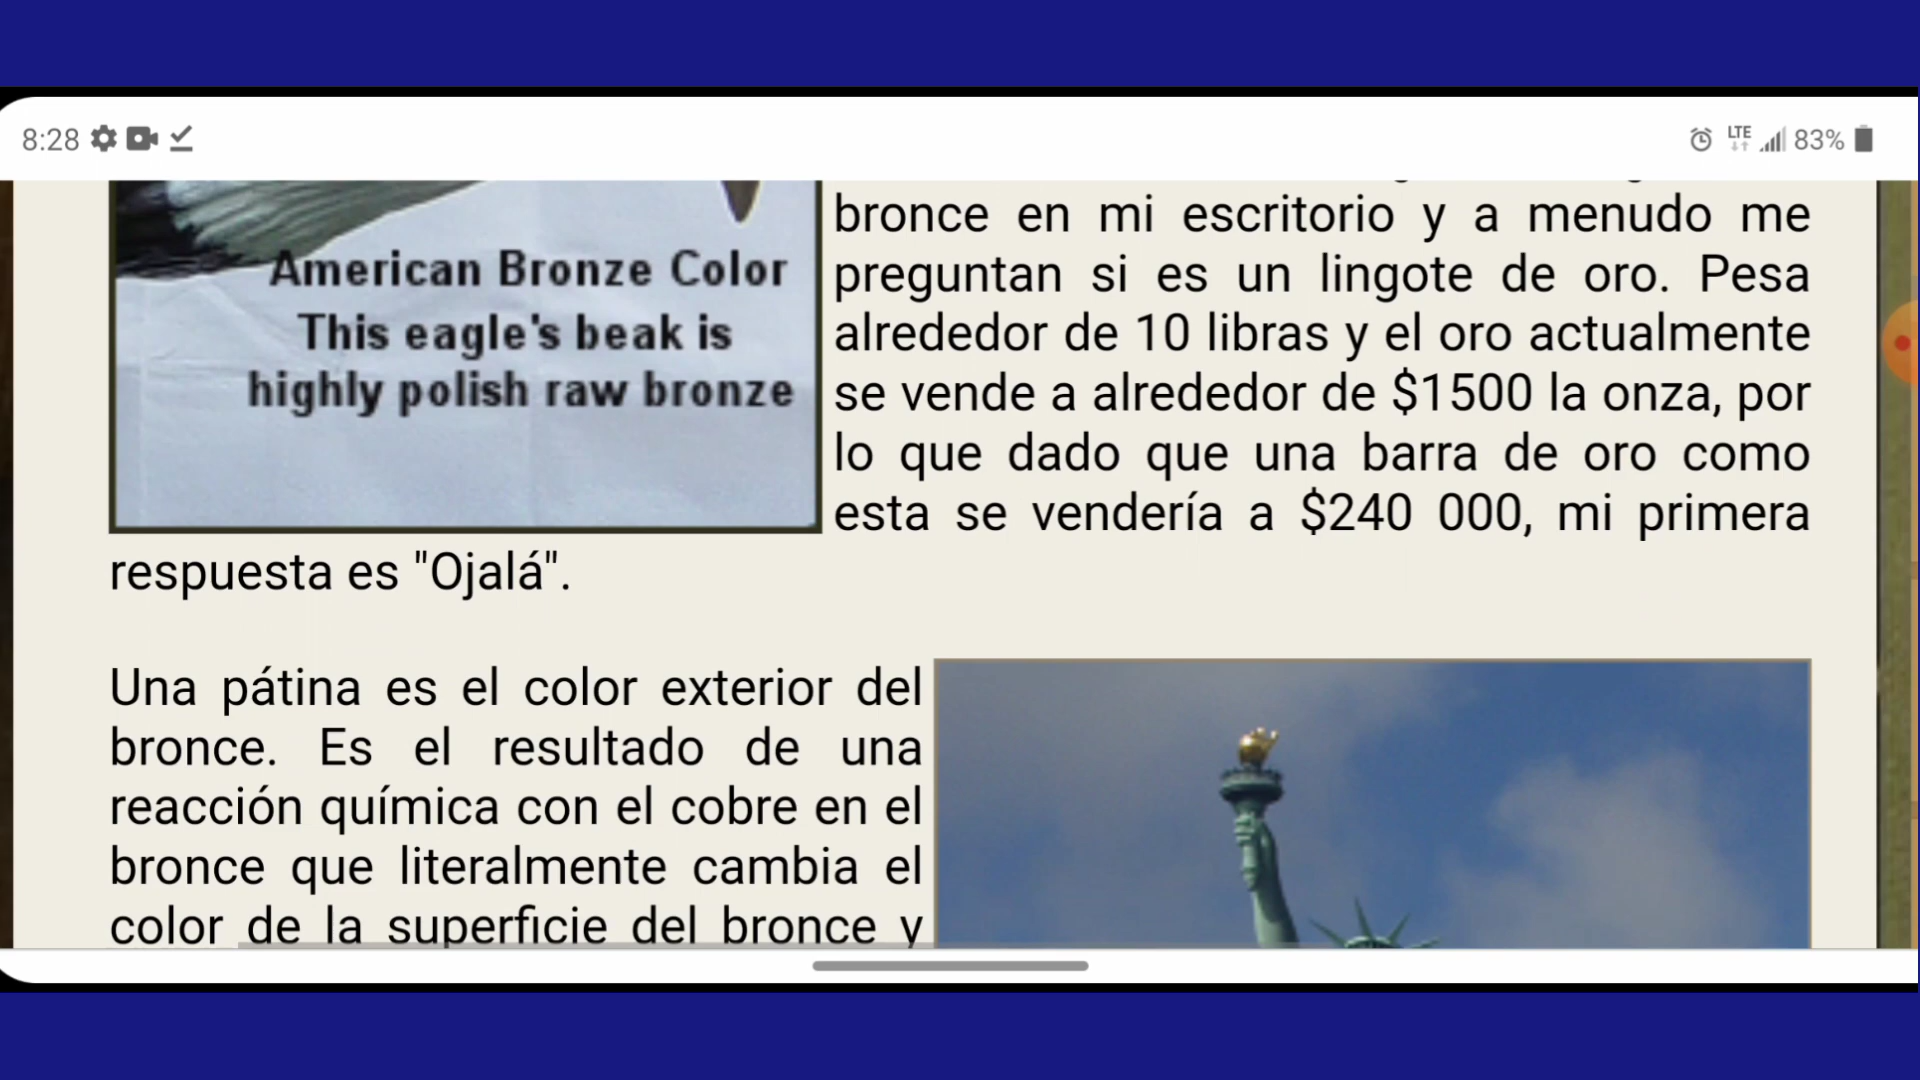 8:28
LTE
83%
American Bronze Color
This eagle's beak is
highly polish raw bronze
bronce en mi escritorio y a menudo me
preguntan si es un lingote de oro. Pesa
alrededor de 10 libras y el oro actualmente
se vende a alrededor de $1500 la onza, por
lo que dado que una barra de oro como
esta se vendería a $240 000, mi primera
respuesta es "Ojalá".
Una pátina es el color exterior del
bronce. Es el resultado de una
reacción química con el cobre en el
bronce que literalmente cambia el
color de la superficie del bronce y